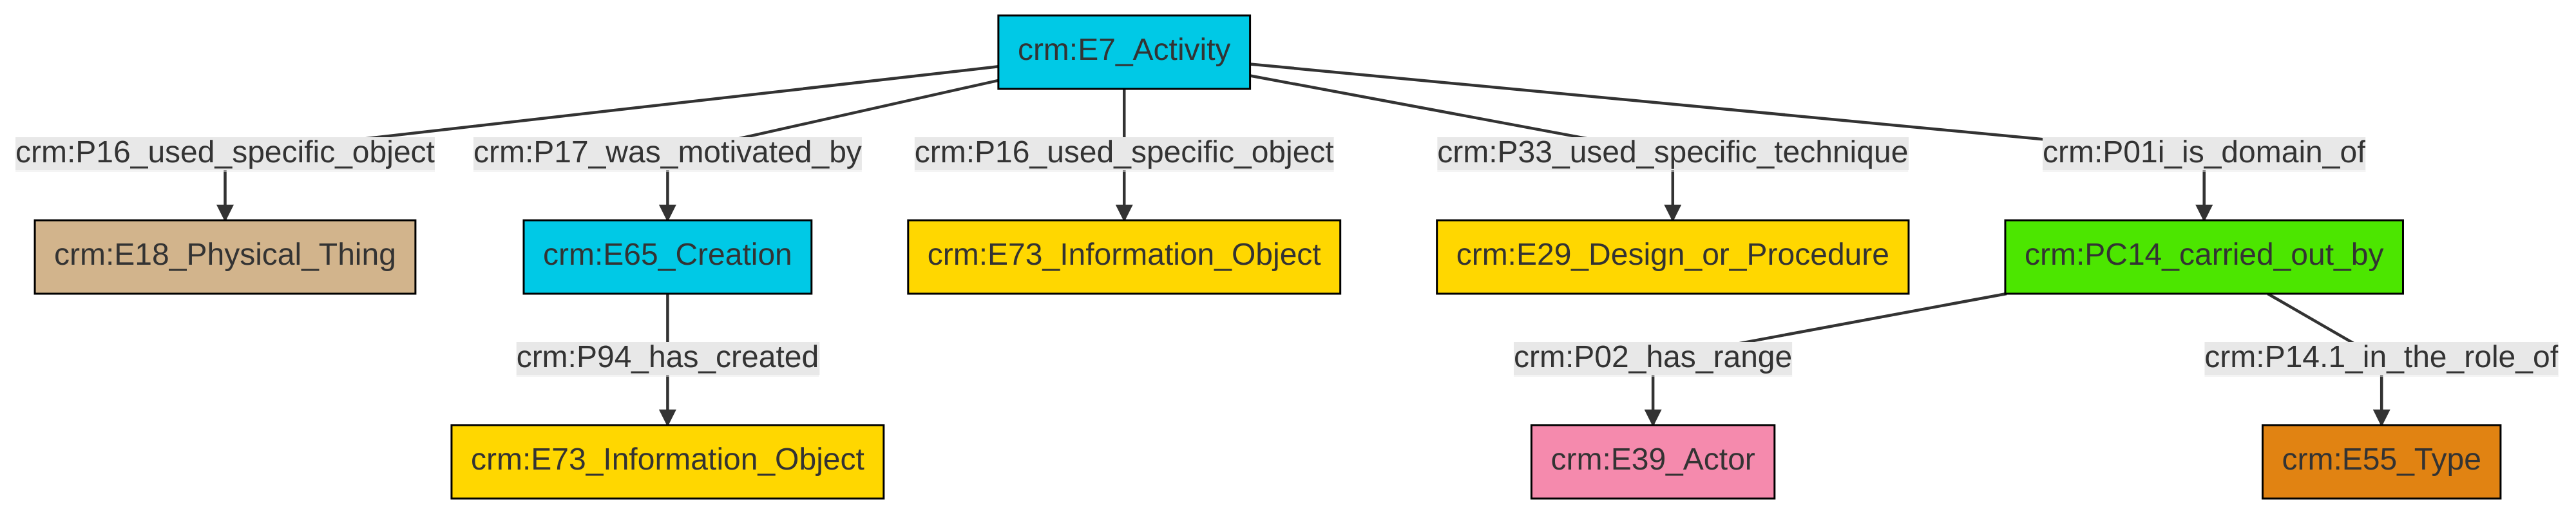 crm:E7_Activity
crm:P16_used_specific_object
crm:P17_was_motivated_by
crm:P16_used_specific_object
crm:P33_used_specific_technique
crm:P01i_is_domain_of
crm:E18_Physical_Thing
crm:E65_Creation
crm:E73_Information_Object
crm:E29_Design_or_Procedure
crm:PC14_carried_out_by
crm:P94_has_created
crm:P02_has_range
crm:P14.1_in_the_role_of
crm:E73_Information_Object
crm:E39_Actor
crm:E55_Type